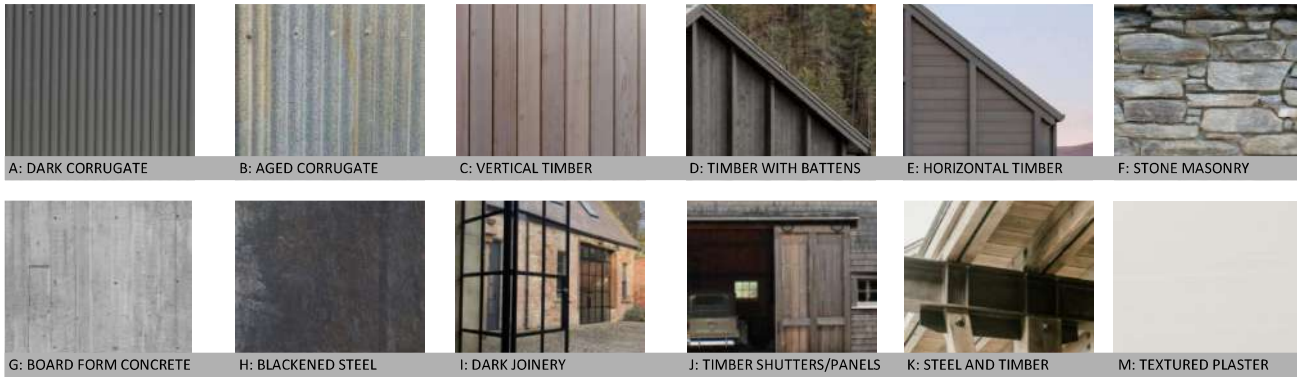 A: DARK CORRUGATE
B: AGED CORRUGATE
C: VERTICAL TIMBER
D: TIMBER WITH BATTENS
E: HORIZONTAL TIMBER
F: STONE MASONRY
G: BOARD FORM CONCRETE
H: BLACKENED STEEL
I: DARK JOINERY
J: TIMBER SHUTTERS/PANELS
K: STEEL AND TIMBER
M: TEXTURED PLASTER